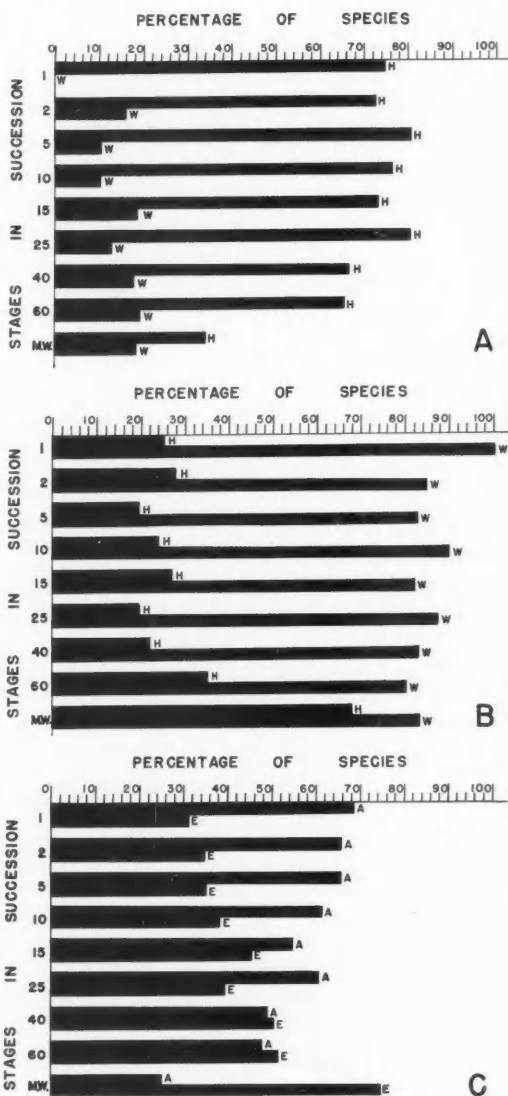 PERCENTAGE OF SPECIES
0 10 20 30 40 50 60 70 80 90 100
STAGES IN SUCCESSION
1 H
W
2 H
W
5 H
W
10 H
W
15 H
W
25 H
W
40 H
W
60 H
W
M.W. H
W
A
PERCENTAGE OF SPECIES
0 10 20 30 40 50 60 70 80 90 100
STAGES IN SUCCESSION
1 H
W
2 H
W
5 H
W
10 H
W
15 H
W
25 H
W
40 H
W
60 H
W
M.W. H
W
B
PERCENTAGE OF SPECIES
0 10 20 30 40 50 60 70 80 90 100
STAGES IN SUCCESSION
1 A
E
2 A
E
5 A
E
10 A
E
15 A
E
25 A
E
40 A
E
60 A
E
M.W. A
E
C